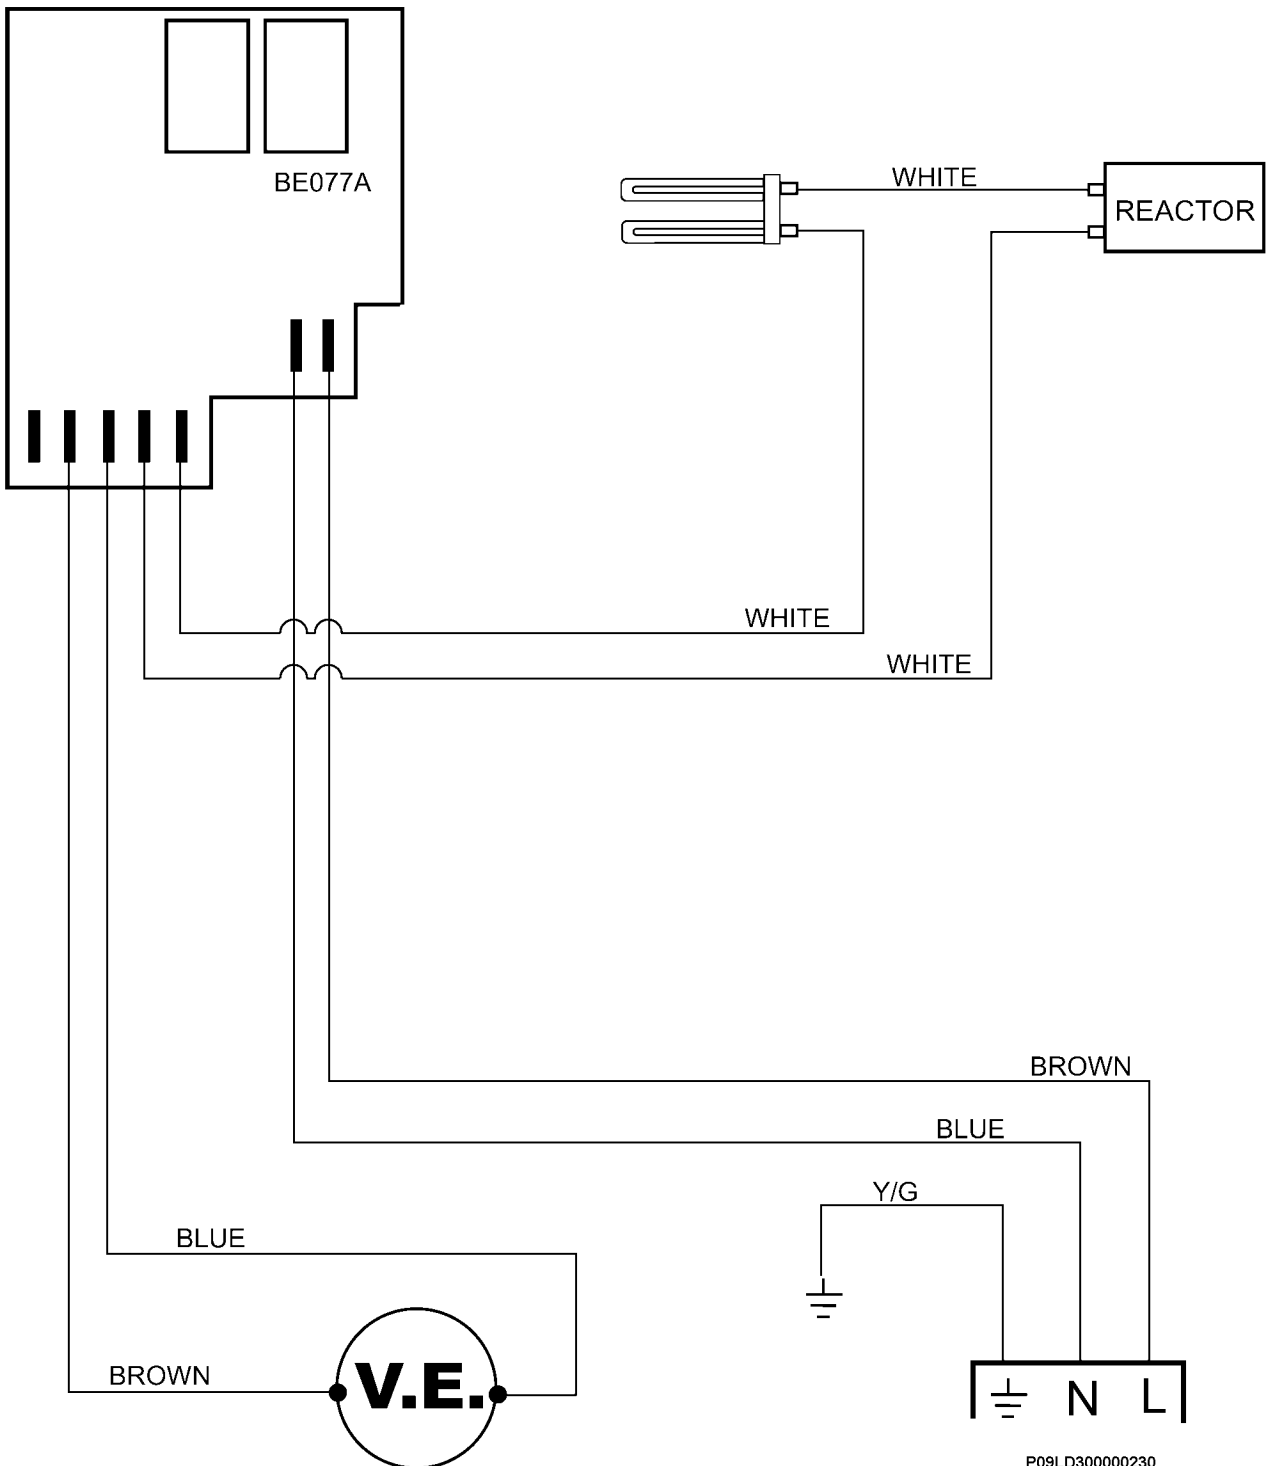 BE077A
WHITE
REACTOR
WHITE
WHITE
BROWN
BLUE
Y/G
BLUE
BROWN
V.E.
N L
P09LD300000230